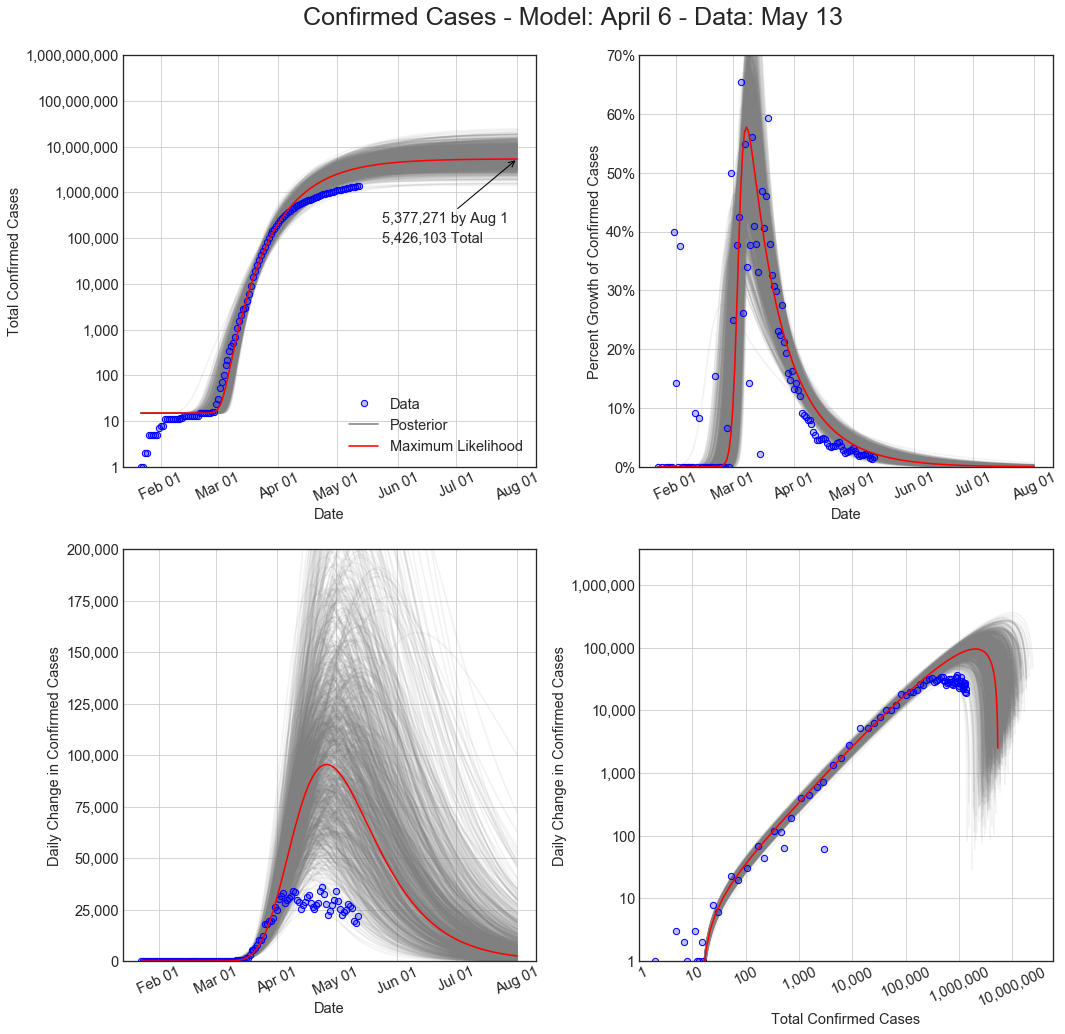 Confirmed Cases - Model: April 6 - Data: May 13
Total Confirmed Cases
1,000,000,000
100,000,000
10,000,000
1,000,000
100,000
10,000
1,000
100
10
1
5,377,271 by Aug 1
5,426,103 Total
Data
Posterior
Maximum Likelihood
Feb 01
Mar 01
Apr 01
May 01
Jun 01
Jul 01
Aug 01
Date
Percent Growth of Confirmed Cases
70%
60%
50%
40%
30%
20%
10%
0%
Feb 01
Mar 01
Apr 01
May 01
Jun 01
Jul 01
Aug 01
Date
Daily Change in Confirmed Cases
200,000
175,000
150,000
125,000
100,000
75,000
50,000
25,000
0
Feb 01
Mar 01
Apr 01
May 01
Jun 01
Jul 01
Aug 01
Date
Daily Change in Confirmed Cases
1,000,000
100,000
10,000
1,000
100
10
1
1
10
100
1,000
10,000
100,000
1,000,000
10,000,000
Total Confirmed Cases